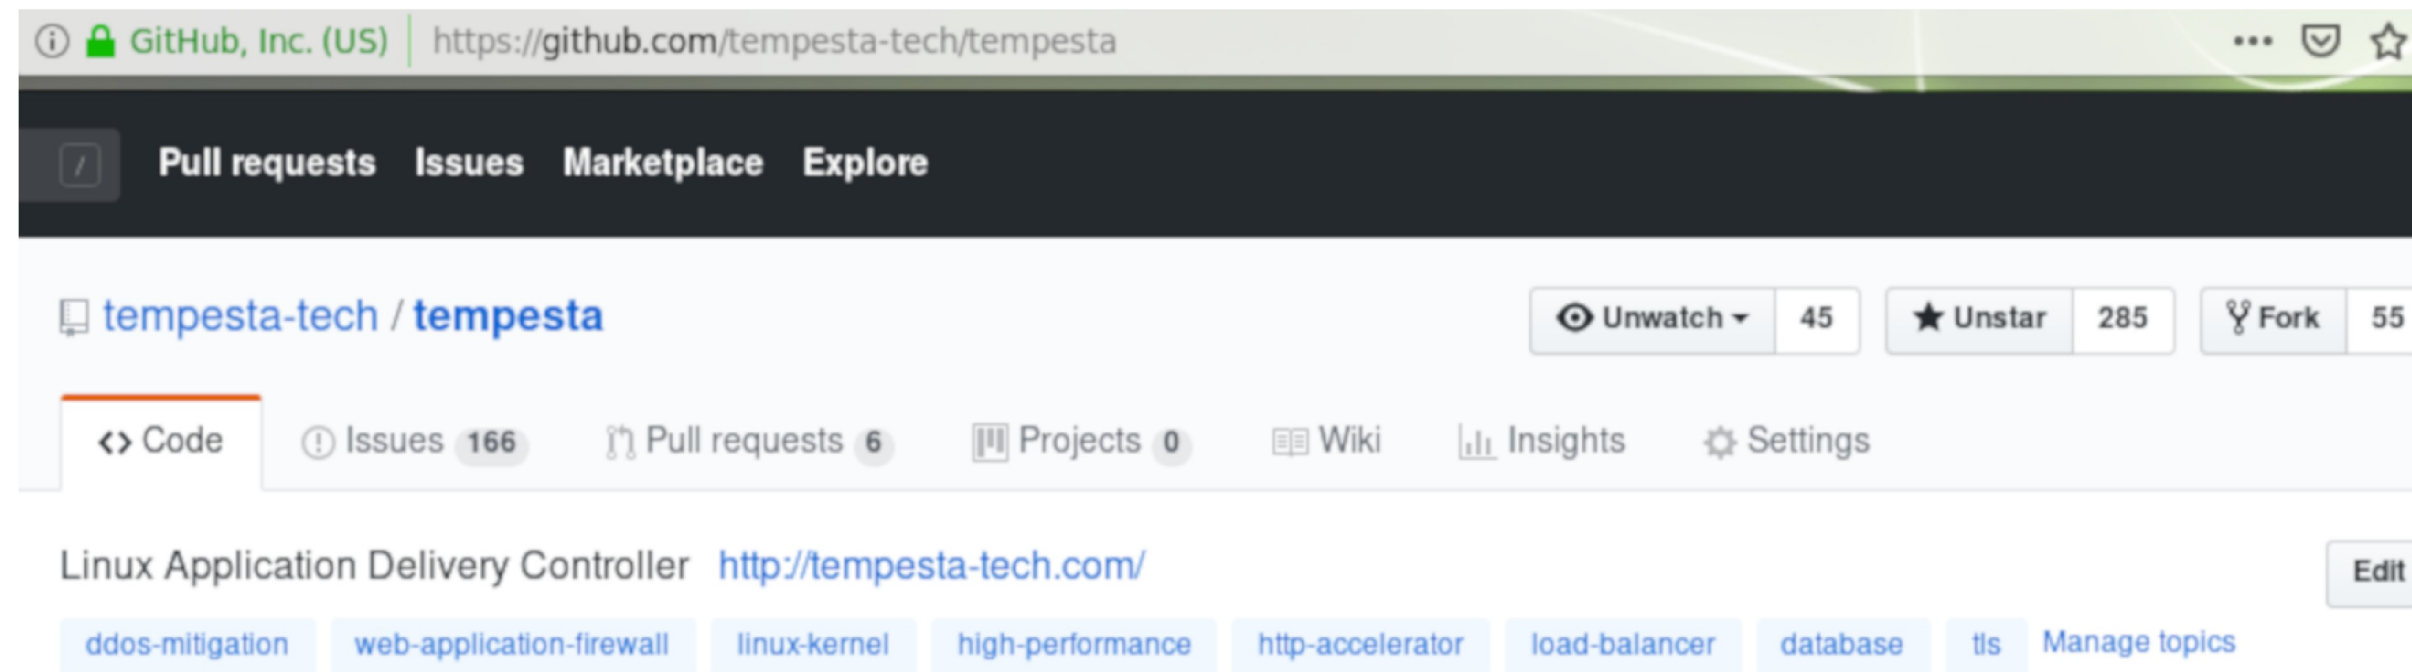 GitHub, Inc. (US) https://github.com/tempesta-tech/tempesta
/ Pull requests Issues Marketplace Explore
tempesta-tech / tempesta Unwatch 45 Unstar 285 Fork 55
Code Issues 166 Pull requests 6 Projects 0 Wiki Insights Settings
Linux Application Delivery Controller http://tempesta-tech.com/ Edit
ddos-mitigation web-application-firewall linux-kernel high-performance http-accelerator load-balancer database tls Manage topics